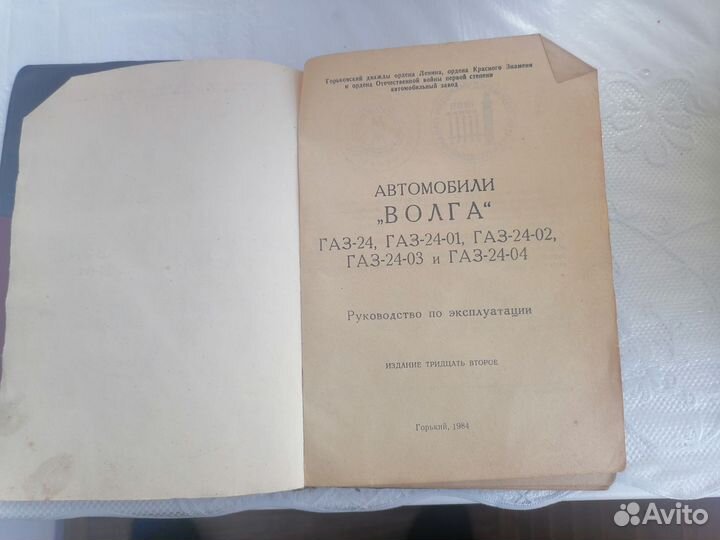 Горьковский дважды ордена Ленина, ордена Красного Знамени
и ордена Отечественной войны первой степени
автомобильный завод
АВТОМОБИЛИ
„ВОЛГА“
ГАЗ-24, ГАЗ-24-01, ГАЗ-24-02,
ГАЗ-24-03 и ГАЗ-24-04
Руководство по эксплуатации
ИЗДАНИЕ ТРИДЦАТЬ ВТОРОЕ
Горький, 1984
Avito